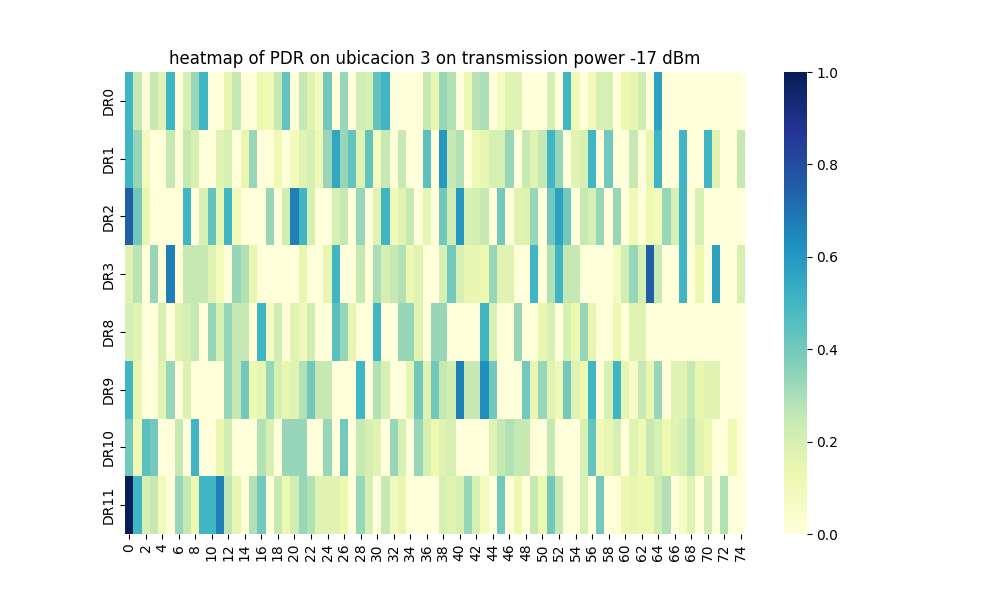 heatmap of PDR on ubicacion 3 on transmission power -17 dBm
DR0
DR1
DR2
DR3
DR8
DR9
DR10
DR11
0 2 4 6 8 10 12 14 16 18 20 22 24 26 28 30 32 34 36 38 40 42 44 46 48 50 52 54 56 58 60 62 64 66 68 70 72 74
1.0
0.8
0.6
0.4
0.2
0.0